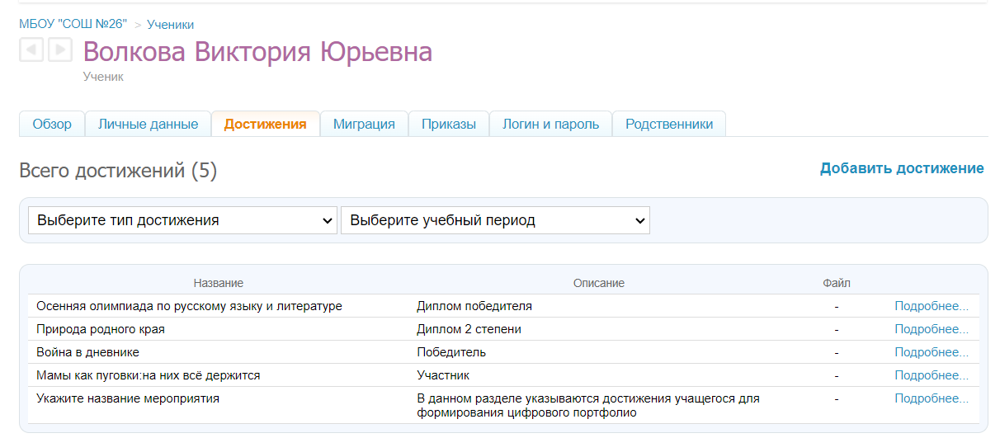 МБОУ "СОШ №26" > Ученики
Волкова Виктория Юрьевна
Ученик
Обзор Личные данные Достижения Миграция Приказы Логин и пароль Родственники
Всего достижений (5) Добавить достижение
Выберите тип достижения Выберите учебный период
Название Описание Файл
Осенняя олимпиада по русскому языку и литературе Диплом победителя - Подробнее...
Природа родного края Диплом 2 степени - Подробнее...
Война в дневнике Победитель - Подробнее...
Мамы как пуговки:на них всё держится Участник - Подробнее...
Укажите название мероприятия В данном разделе указываются достижения учащегося для - Подробнее...
формирования цифрового портфолио